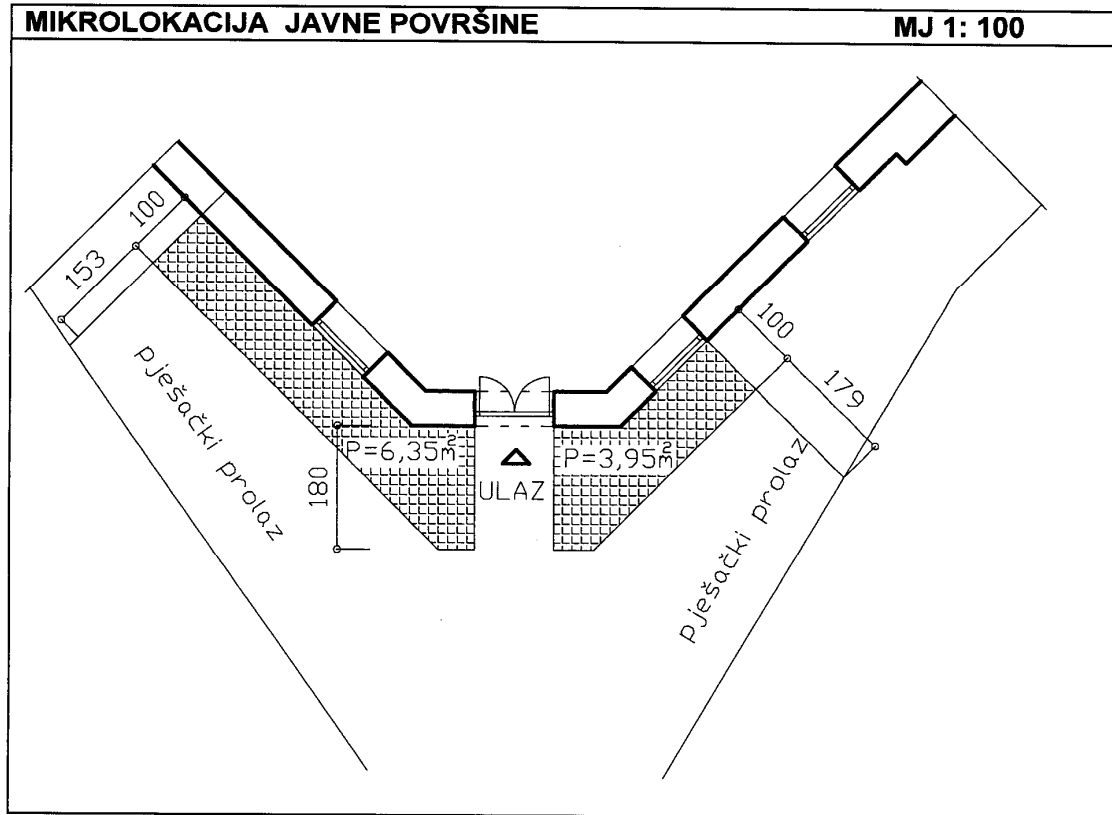 MIKROLOKACIJA JAVNE POVRŠINE
MJ 1: 100
100
153
pješački prolaz
P=6,35m²
180
ULAZ
P=3,95m²
100
179
pješački prolaz